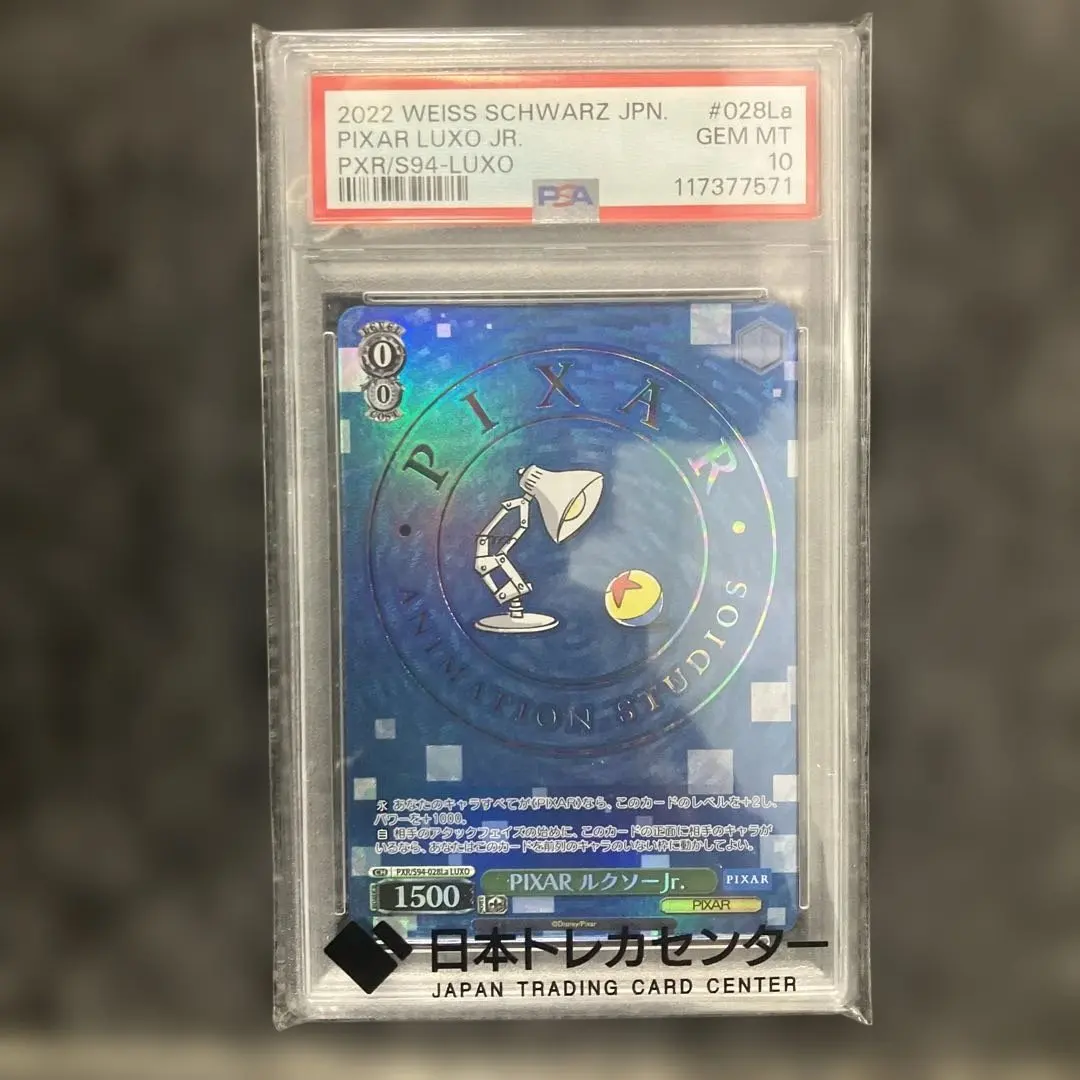 2022 WEISS SCHWARZ JPN. #028La
PIXAR LUXO JR. GEM MT
PXR/S94-LUXO 10
PSA 117377571
LEVEL
0
0
COST
PIXAR
ANIMATION STUDIOS
永 あなたのキャラすべてが《PIXAR》なら、このカードのレベルを+2し、
パワーを+1000。
自 相手のアタックフェイズの始めに、このカードの正面に相手のキャラが
いるなら、あなたはこのカードを前列のキャラのいない枠に動かしてよい。
CH PXR/S94-028La LUXO
1500 PIXAR ルクソーJr. PIXAR
PIXAR
©Disney/Pixar
日本トレカセンター
JAPAN TRADING CARD CENTER